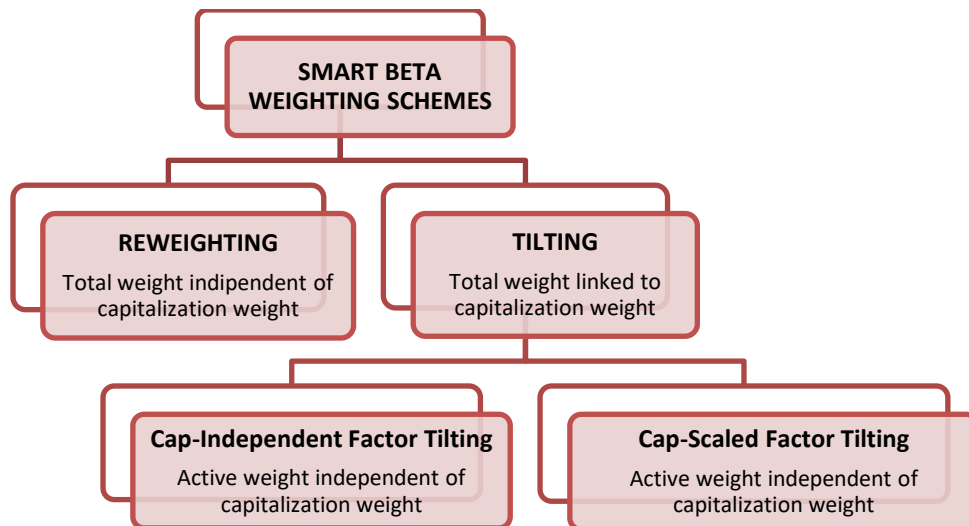 SMART BETA
WEIGHTING SCHEMES
REWEIGHTING
Total weight indipendent of
capitalization weight
TILTING
Total weight linked to
capitalization weight
Cap-Independent Factor Tilting
Active weight independent of
capitalization weight
Cap-Scaled Factor Tilting
Active weight independent of
capitalization weight